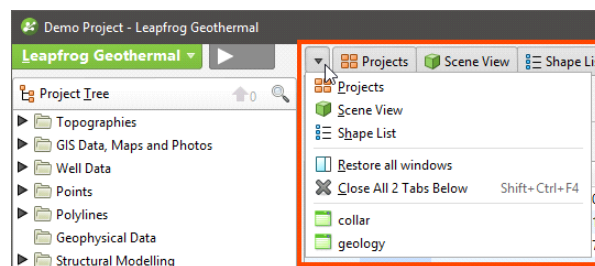 Demo Project - Leapfrog Geothermal
Leapfrog Geothermal
Projects
Scene View
Shape Li
Project Tree
0
Projects
Scene View
Shape List
Topographies
GIS Data, Maps and Photos
Well Data
Points
Polylines
Geophysical Data
Structural Modelling
Restore all windows
Close All 2 Tabs Below Shift+Ctrl+F4
collar
geology